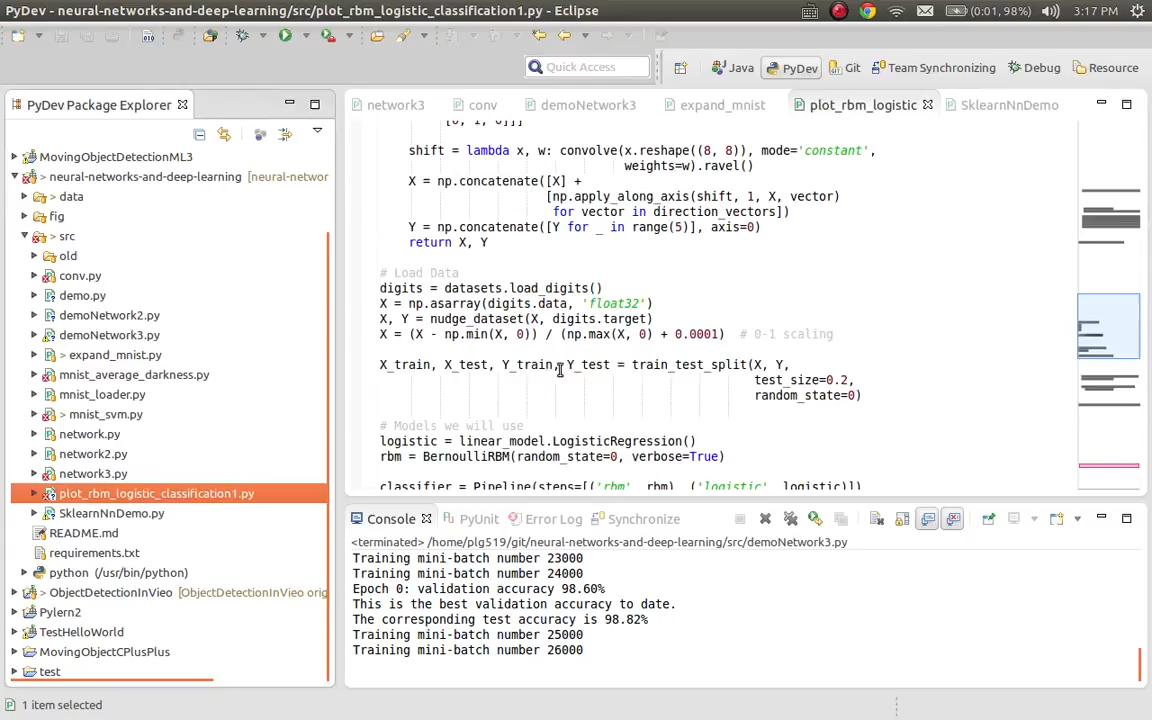 PyDev - neural-networks-and-deep-learning/src/plot_rbm_logistic_classification1.py - Eclipse
(0:01, 98%)
3:17 PM
Quick Access
Java
PyDev
Git
Team Synchronizing
Debug
Resource
PyDev Package Explorer
MovingObjectDetectionML3
> neural-networks-and-deep-learning [neural-networ
> data
> fig
> src
old
conv.py
demo.py
demoNetwork2.py
demoNetwork3.py
> expand_mnist.py
mnist_average_darkness.py
mnist_loader.py
> mnist_svm.py
network.py
network2.py
network3.py
plot_rbm_logistic_classification1.py
SklearnNnDemo.py
README.md
requirements.txt
python (/usr/bin/python)
> ObjectDetectionInVieo [ObjectDetectionInVieo orig
Pylern2
TestHelloWorld
MovingObjectCPlusPlus
test
1 item selected
network3
conv
demoNetwork3
expand_mnist
plot_rbm_logistic
SklearnNnDemo
[0, 1, 0]]]
shift = lambda x, w: convolve(x.reshape((8, 8)), mode='constant',
weights=w).ravel()
X = np.concatenate([X] +
[np.apply_along_axis(shift, 1, X, vector)
for vector in direction_vectors])
Y = np.concatenate([Y for _ in range(5)], axis=0)
return X, Y
# Load Data
digits = datasets.load_digits()
X = np.asarray(digits.data, 'float32')
X, Y = nudge_dataset(X, digits.target)
X = (X - np.min(X, 0)) / (np.max(X, 0) + 0.0001)  # 0-1 scaling
X_train, X_test, Y_train, Y_test = train_test_split(X, Y,
test_size=0.2,
random_state=0)
# Models we will use
logistic = linear_model.LogisticRegression()
rbm = BernoulliRBM(random_state=0, verbose=True)
classifier = Pipeline(steps=[('rbm', rbm), ('logistic', logistic)])
Console
PyUnit
Error Log
Synchronize
<terminated> /home/plg519/git/neural-networks-and-deep-learning/src/demoNetwork3.py
Training mini-batch number 23000
Training mini-batch number 24000
Epoch 0: validation accuracy 98.60%
This is the best validation accuracy to date.
The corresponding test accuracy is 98.82%
Training mini-batch number 25000
Training mini-batch number 26000